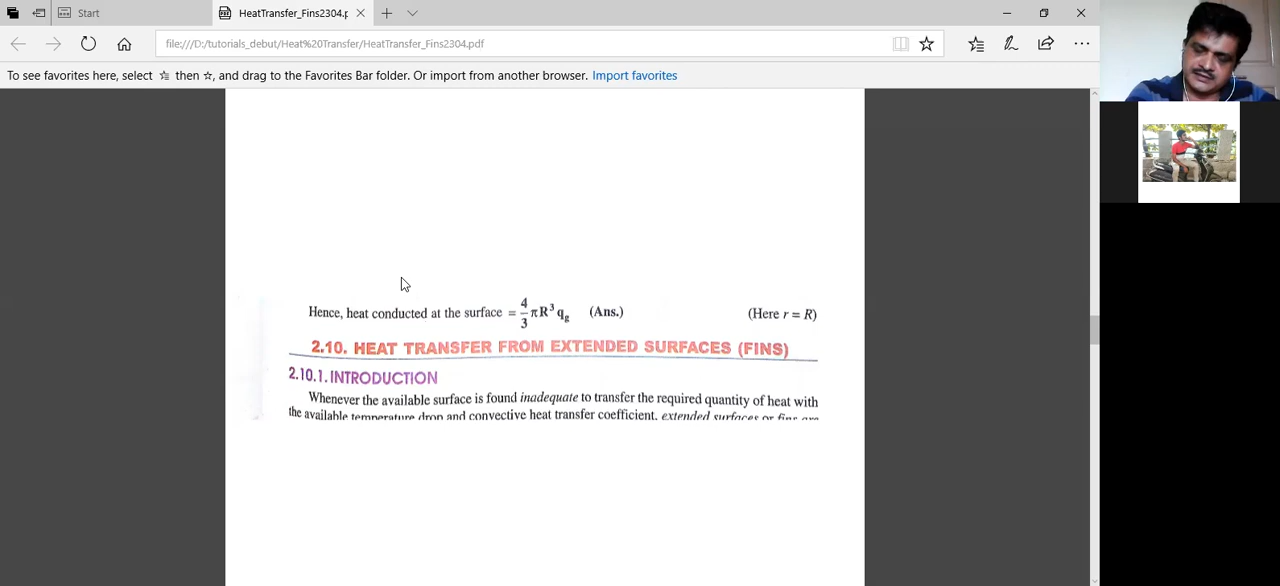 Start
HeatTransfer_Fins2304.p
file:///D:/tutorials_debut/Heat%20Transfer/HeatTransfer_Fins2304.pdf
To see favorites here, select then ☆, and drag to the Favorites Bar folder. Or import from another browser. Import favorites
Hence, heat conducted at the surface = 4/3 πR³ q_g (Ans.) (Here r = R)
2.10. HEAT TRANSFER FROM EXTENDED SURFACES (FINS)
2.10.1. INTRODUCTION
Whenever the available surface is found inadequate to transfer the required quantity of heat with
the available temperature drop and convective heat transfer coefficient, extended surfaces or fins are